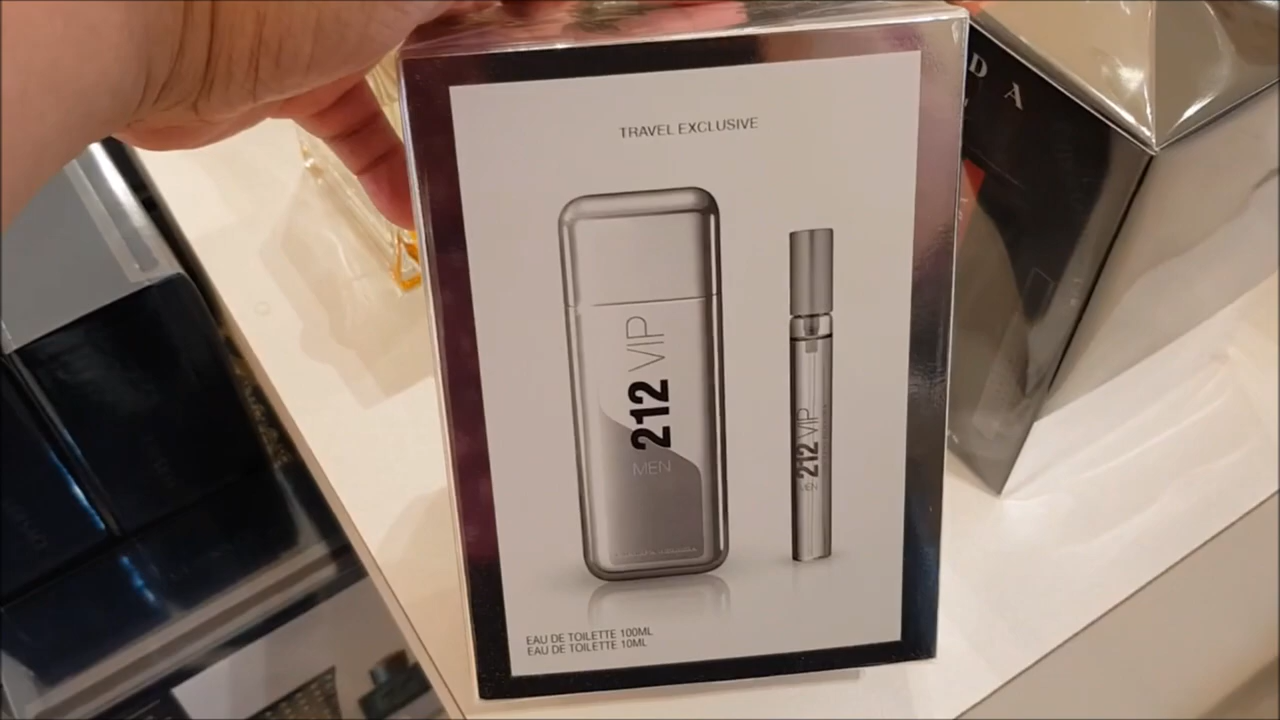 TRAVEL EXCLUSIVE
212 VIP
MEN
212 VIP
MEN
EAU DE TOILETTE 100ML
EAU DE TOILETTE 10ML
D A